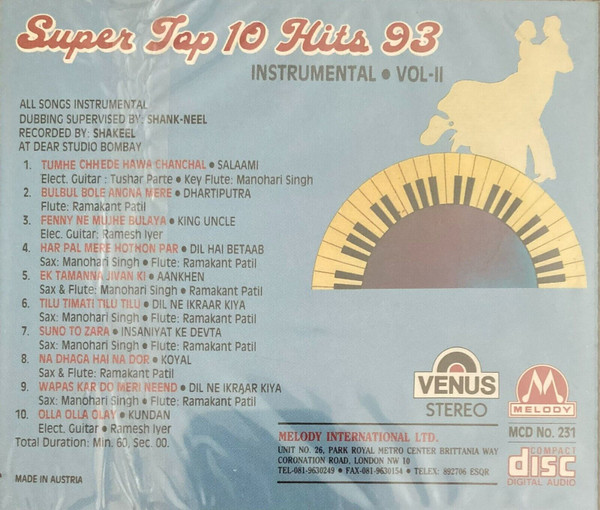 Super Top 10 Hits 93
INSTRUMENTAL • VOL-II
ALL SONGS INSTRUMENTAL
DUBBING SUPERVISED BY: SHANK-NEEL
RECORDED BY: SHAKEEL
AT DEAR STUDIO BOMBAY
1. TUMHE CHHEDE HAWA CHANCHAL • SALAAMI
Elect. Guitar : Tushar Parte • Key Flute: Manohari Singh
2. BULBUL BOLE ANGNA MERE • DHARTIPUTRA
Flute: Ramakant Patil
3. FENNY NE MUJHE BULAYA • KING UNCLE
Elec. Guitar: Ramesh Iyer
4. HAR PAL MERE HOTHON PAR • DIL HAI BETAAB
Sax: Manohari Singh • Flute: Ramakant Patil
5. EK TAMANNA JIVAN KI • AANKHEN
Sax & Flute: Manohari Singh • Ramakant Patil
6. TILU TIMATI TILU TILU • DIL NE IKRAAR KIYA
Sax: Manohari Singh • Flute: Ramakant Patil
7. SUNO TO ZARA • INSANIYAT KE DEVTA
Sax: Manohari Singh • Flute: Ramakant Patil
8. NA DHAGA HAI NA DOR • KOYAL
Sax & Flute: Ramakant Patil
9. WAPAS KAR DO MERI NEEND • DIL NE IKRAAR KIYA
Sax: Manohari Singh • Flute: Ramakant Patil
10. OLLA OLLA OLAY • KUNDAN
Elect. Guitar • Ramesh Iyer
Total Duration: Min. 60, Sec. 00.
MADE IN AUSTRIA
VENUS
STEREO
MELODY
MCD No. 231
MELODY INTERNATIONAL LTD.
UNIT NO. 26, PARK ROYAL METRO CENTER BRITTANIA WAY
CORONATION ROAD, LONDON NW 10
TEL-081-9630249 • FAX-081-9630154 • TELEX: 892706 ESQR
COMPACT
disc
DIGITAL AUDIO